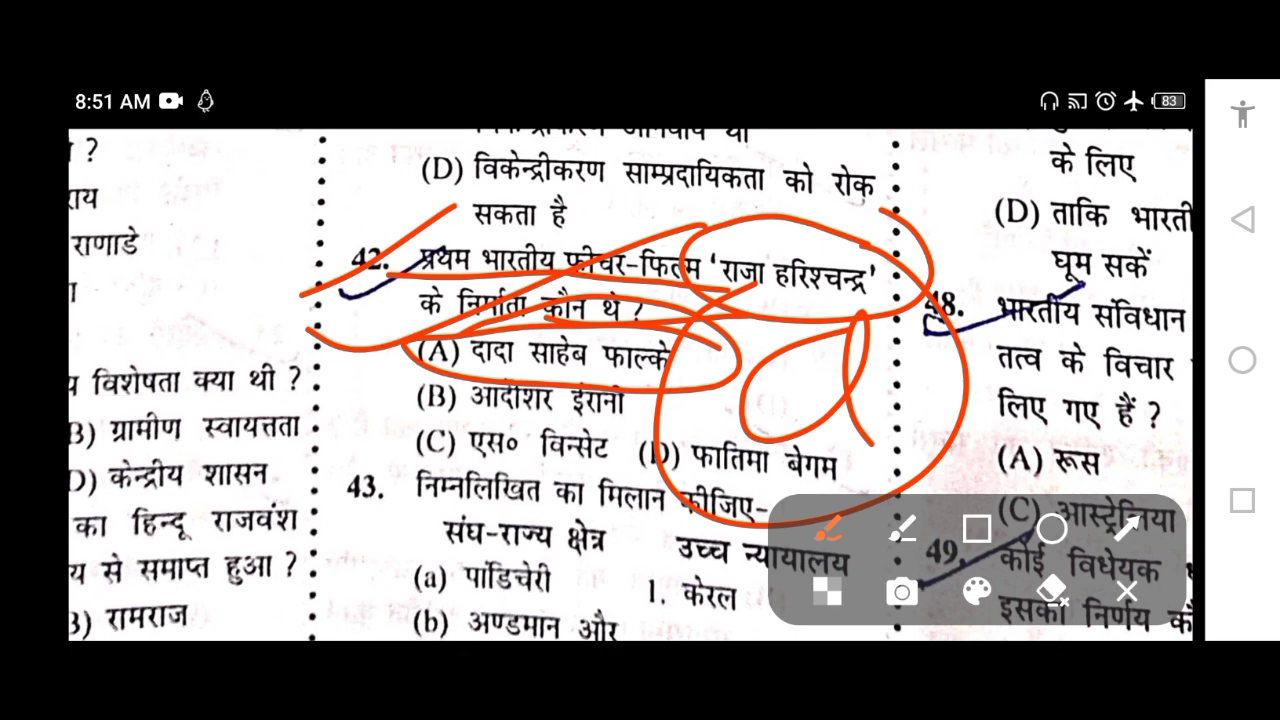 8:51 AM
83
?
राय
राणाडे
विशेषता क्या थी ?
B) ग्रामीण स्वायत्तता
D) केन्द्रीय शासन
का हिन्दू राजवंश
य से समाप्त हुआ ?
B) रामराज
(D) विकेन्द्रीकरण साम्प्रदायिकता को रोक
सकता है
42. प्रथम भारतीय फीचर-फिल्म 'राजा हरिश्चन्द्र'
के निर्माता कौन थे ?
(A) दादा साहेब फाल्के
(B) आर्दीशर ईरानी
(C) एस० विन्सेट (D) फातिमा बेगम
43. निम्नलिखित का मिलान कीजिए-
संघ-राज्य क्षेत्र उच्च न्यायालय
(a) पांडिचेरी 1. केरल
(b) अण्डमान और
के लिए
(D) ताकि भारती
घूम सकें
48. भारतीय संविधान
तत्व के विचार
लिए गए हैं ?
(A) रूस
(C) आस्ट्रेलिया
49. कोई विधेयक
इसका निर्णय कौ